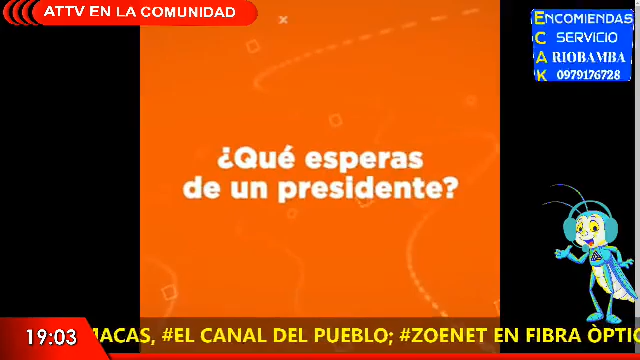 ATTV EN LA COMUNIDAD
ENCOMIENDAS
C SERVICIO
A RIOBAMBA
K 0979176728
¿Qué esperas
de un presidente?
19:03 MACAS, #EL CANAL DEL PUEBLO; #ZOENET EN FIBRA ÒPTIC